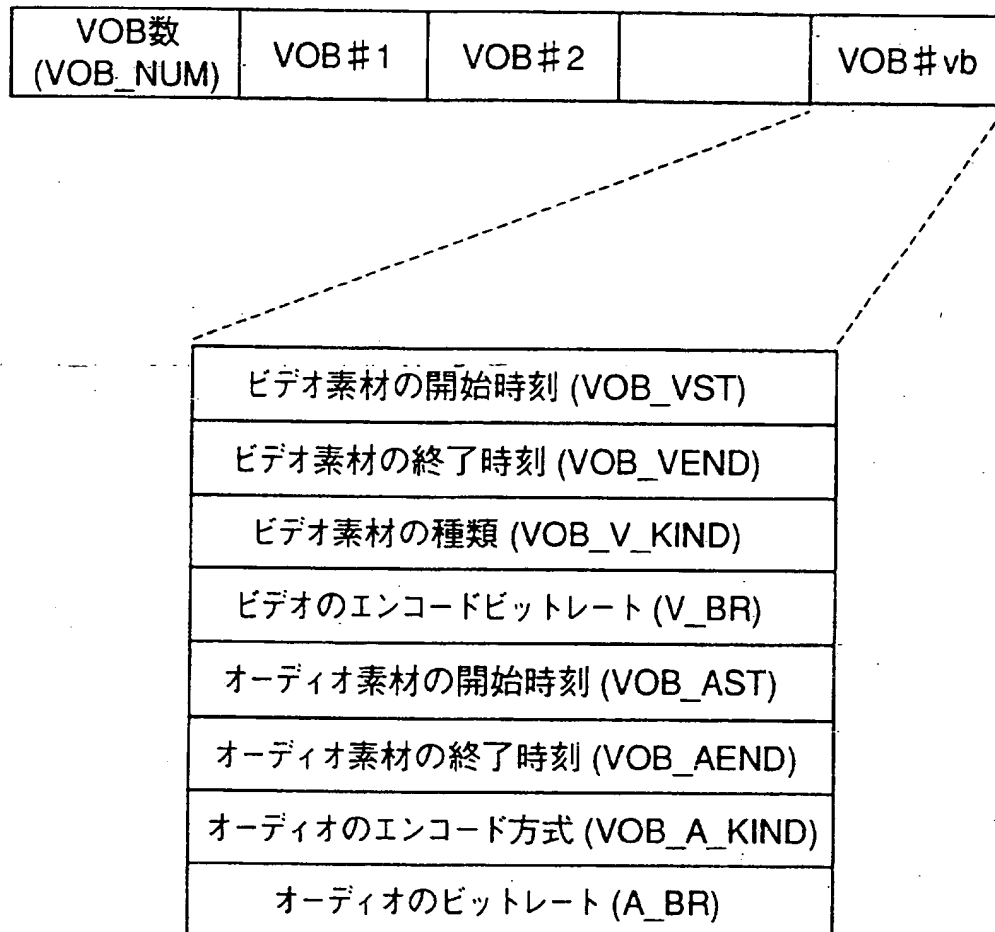 VOB数
(VOB_NUM)
VOB♯1
VOB♯2
VOB♯vb
ビデオ素材の開始時刻 (VOB_VST)
ビデオ素材の終了時刻 (VOB_VEND)
ビデオ素材の種類 (VOB_V_KIND)
ビデオのエンコードビットレート (V_BR)
オーディオ素材の開始時刻 (VOB_AST)
オーディオ素材の終了時刻 (VOB_AEND)
オーディオのエンコード方式 (VOB_A_KIND)
オーディオのビットレート (A_BR)